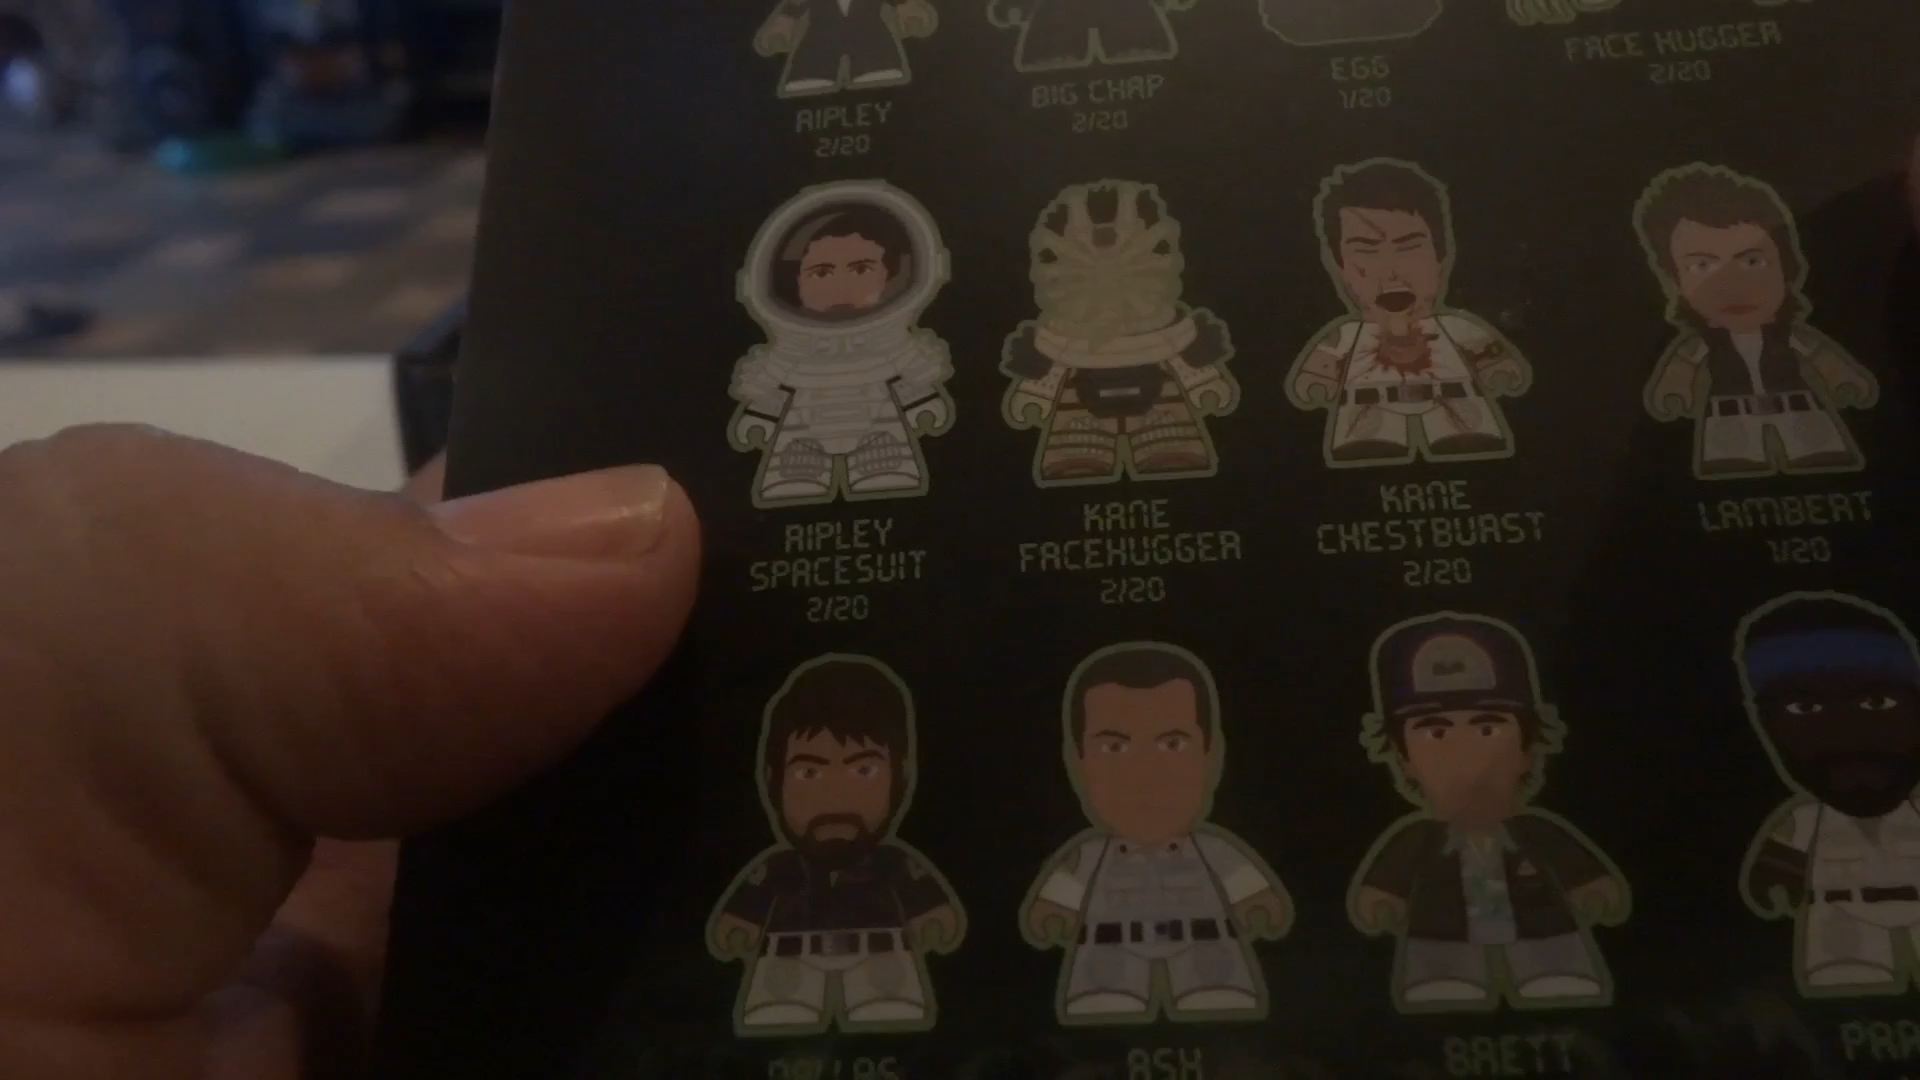 RIPLEY
2/20
BIG CHAP
2/20
EGG
1/20
FACE HUGGER
2/20
RIPLEY
SPACESUIT
2/20
KANE
FACEHUGGER
2/20
KANE
CHESTBURST
2/20
LAMBERT
1/20
DALLAS
ASH
BRETT